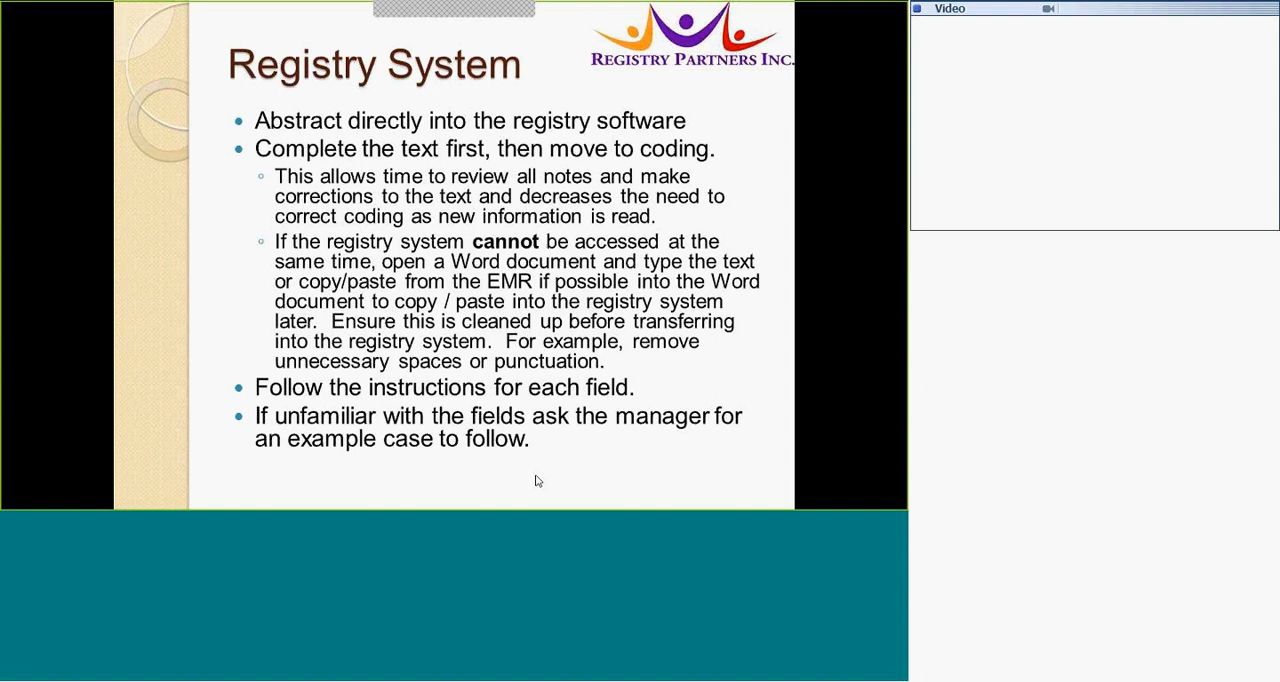 Video
REGISTRY PARTNERS INC.
Registry System
• Abstract directly into the registry software
• Complete the text first, then move to coding.
◦ This allows time to review all notes and make
corrections to the text and decreases the need to
correct coding as new information is read.
◦ If the registry system cannot be accessed at the
same time, open a Word document and type the text
or copy/paste from the EMR if possible into the Word
document to copy / paste into the registry system
later. Ensure this is cleaned up before transferring
into the registry system. For example, remove
unnecessary spaces or punctuation.
• Follow the instructions for each field.
• If unfamiliar with the fields ask the manager for
an example case to follow.